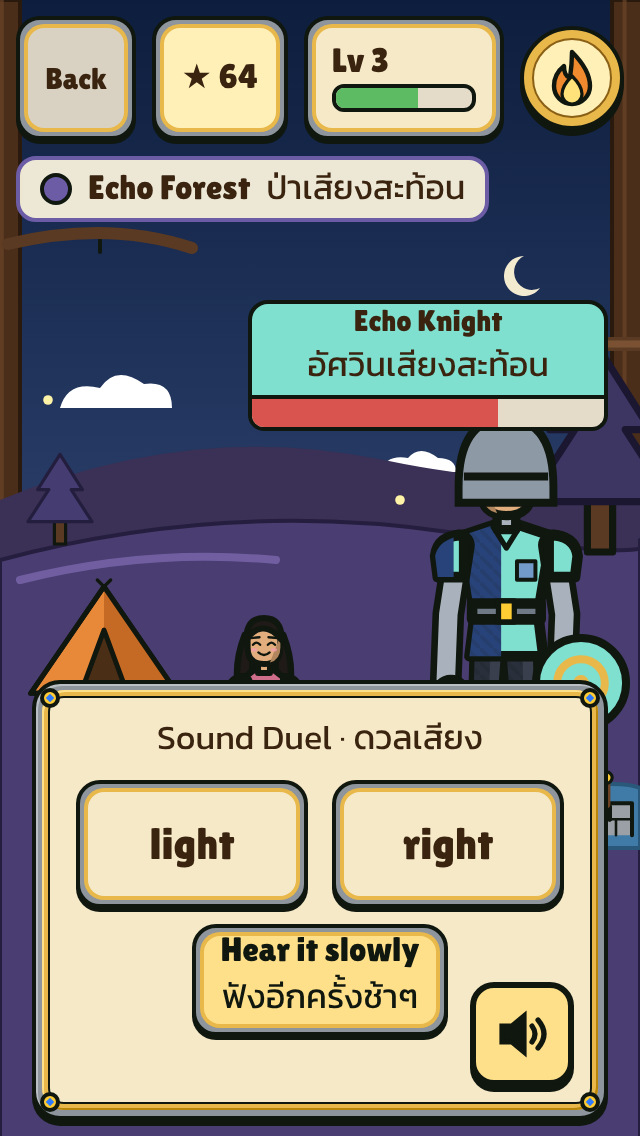 Back
★ 64
Lv 3
Echo Forest ป่าเสียงสะท้อน
Echo Knight
อัศวินเสียงสะท้อน
Sound Duel · ดวลเสียง
light
right
Hear it slowly
ฟังอีกครั้งช้าๆ